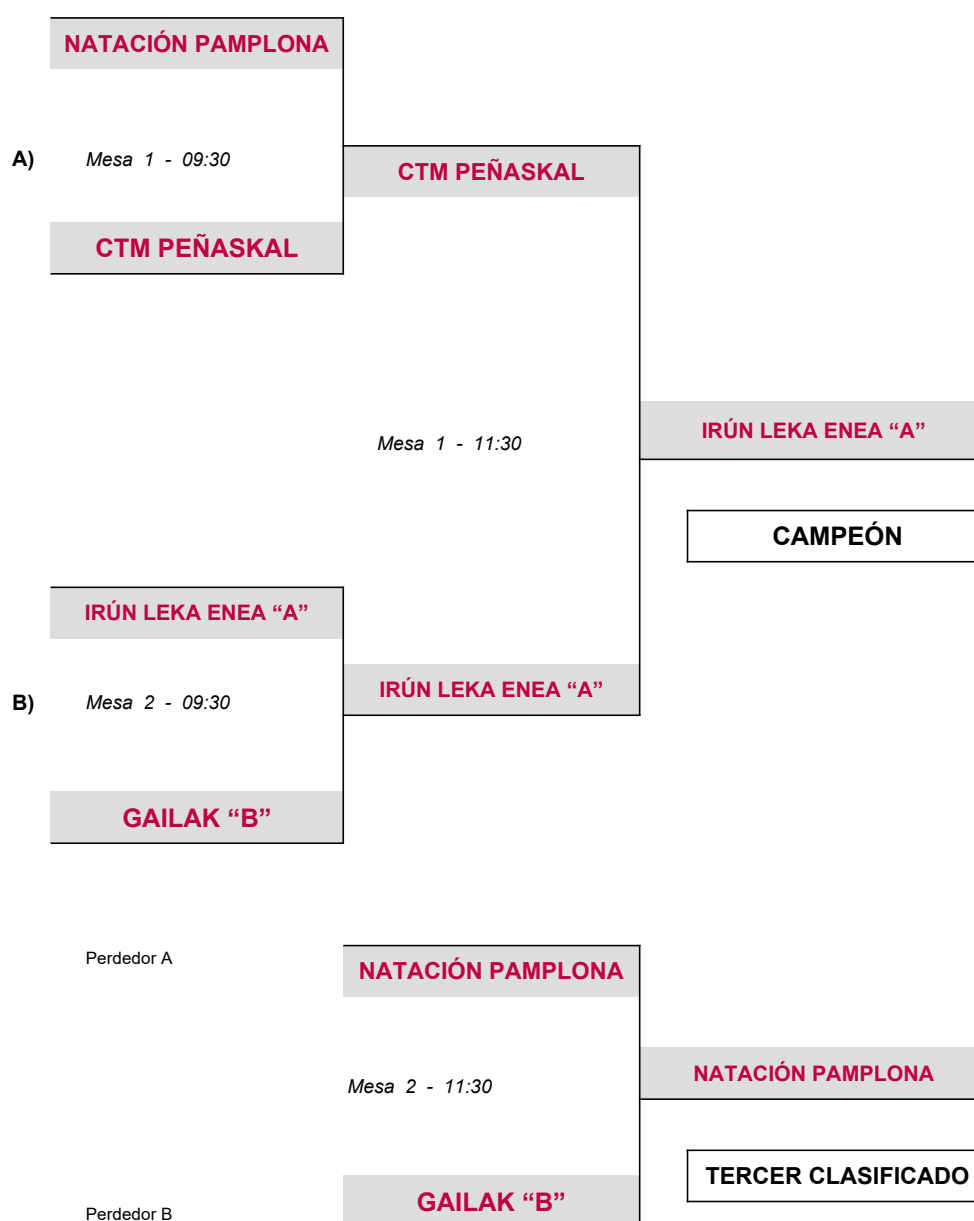 NATACIÓN PAMPLONA
A) Mesa 1 - 09:30
CTM PEÑASKAL
CTM PEÑASKAL
Mesa 1 - 11:30
IRÚN LEKA ENEA “A”
CAMPEÓN
IRÚN LEKA ENEA “A”
IRÚN LEKA ENEA “A”
B) Mesa 2 - 09:30
GAILAK “B”
Perdedor A
NATACIÓN PAMPLONA
Mesa 2 - 11:30
NATACIÓN PAMPLONA
TERCER CLASIFICADO
GAILAK “B”
Perdedor B